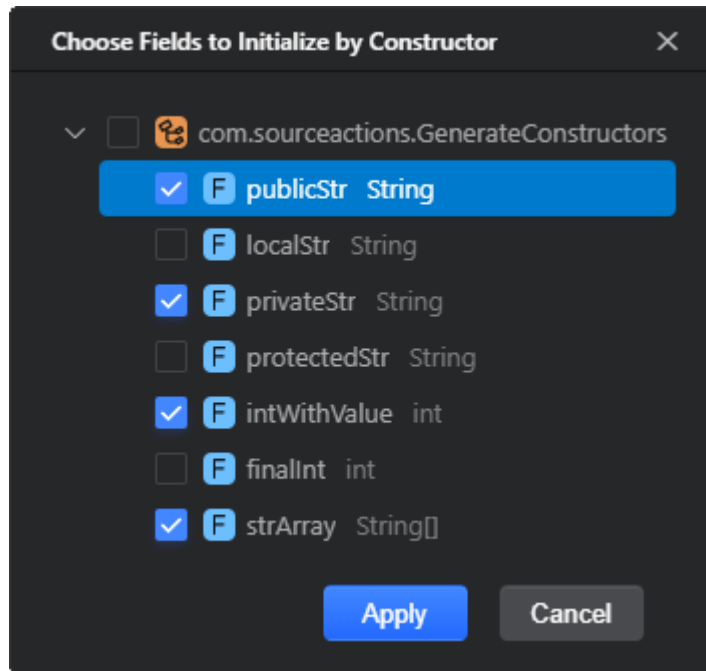 Choose Fields to Initialize by Constructor
com.sourceactions.GenerateConstructors
F publicStr String
F localStr String
F privateStr String
F protectedStr String
F intWithValue int
F finalInt int
F strArray String[]
Apply Cancel